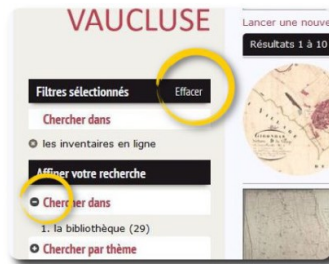 VAUCLUSE
Filtres sélectionnés Effacer
Chercher dans
les inventaires en ligne
Affiner votre recherche
Chercher dans
1. la bibliothèque (29)
Chercher par thème
Lancer une nouve
Résultats 1 à 10